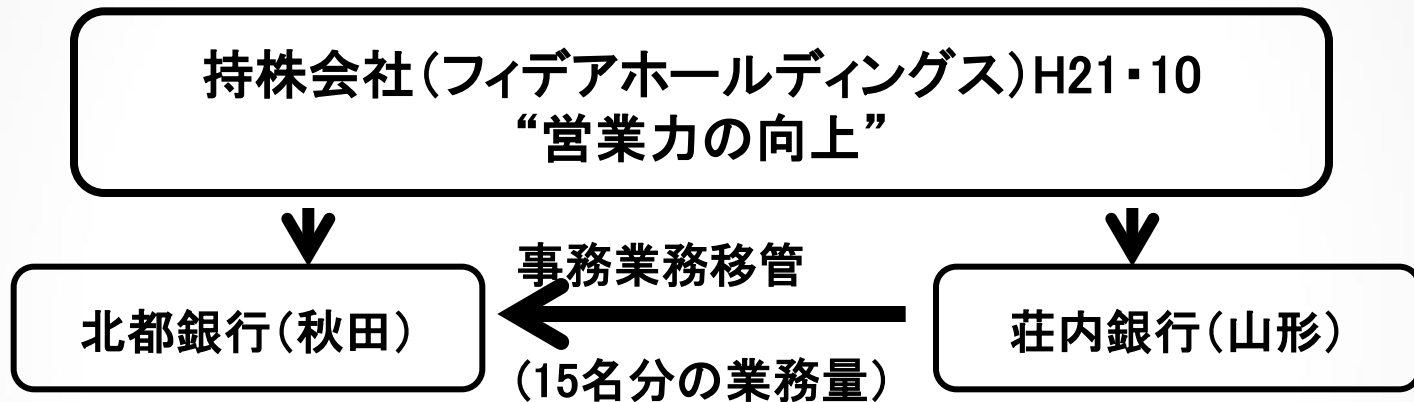 持株会社(フィデアホールディングス)H21・10
“営業力の向上”
事務業務移管
北都銀行(秋田)
荘内銀行(山形)
(15名分の業務量)